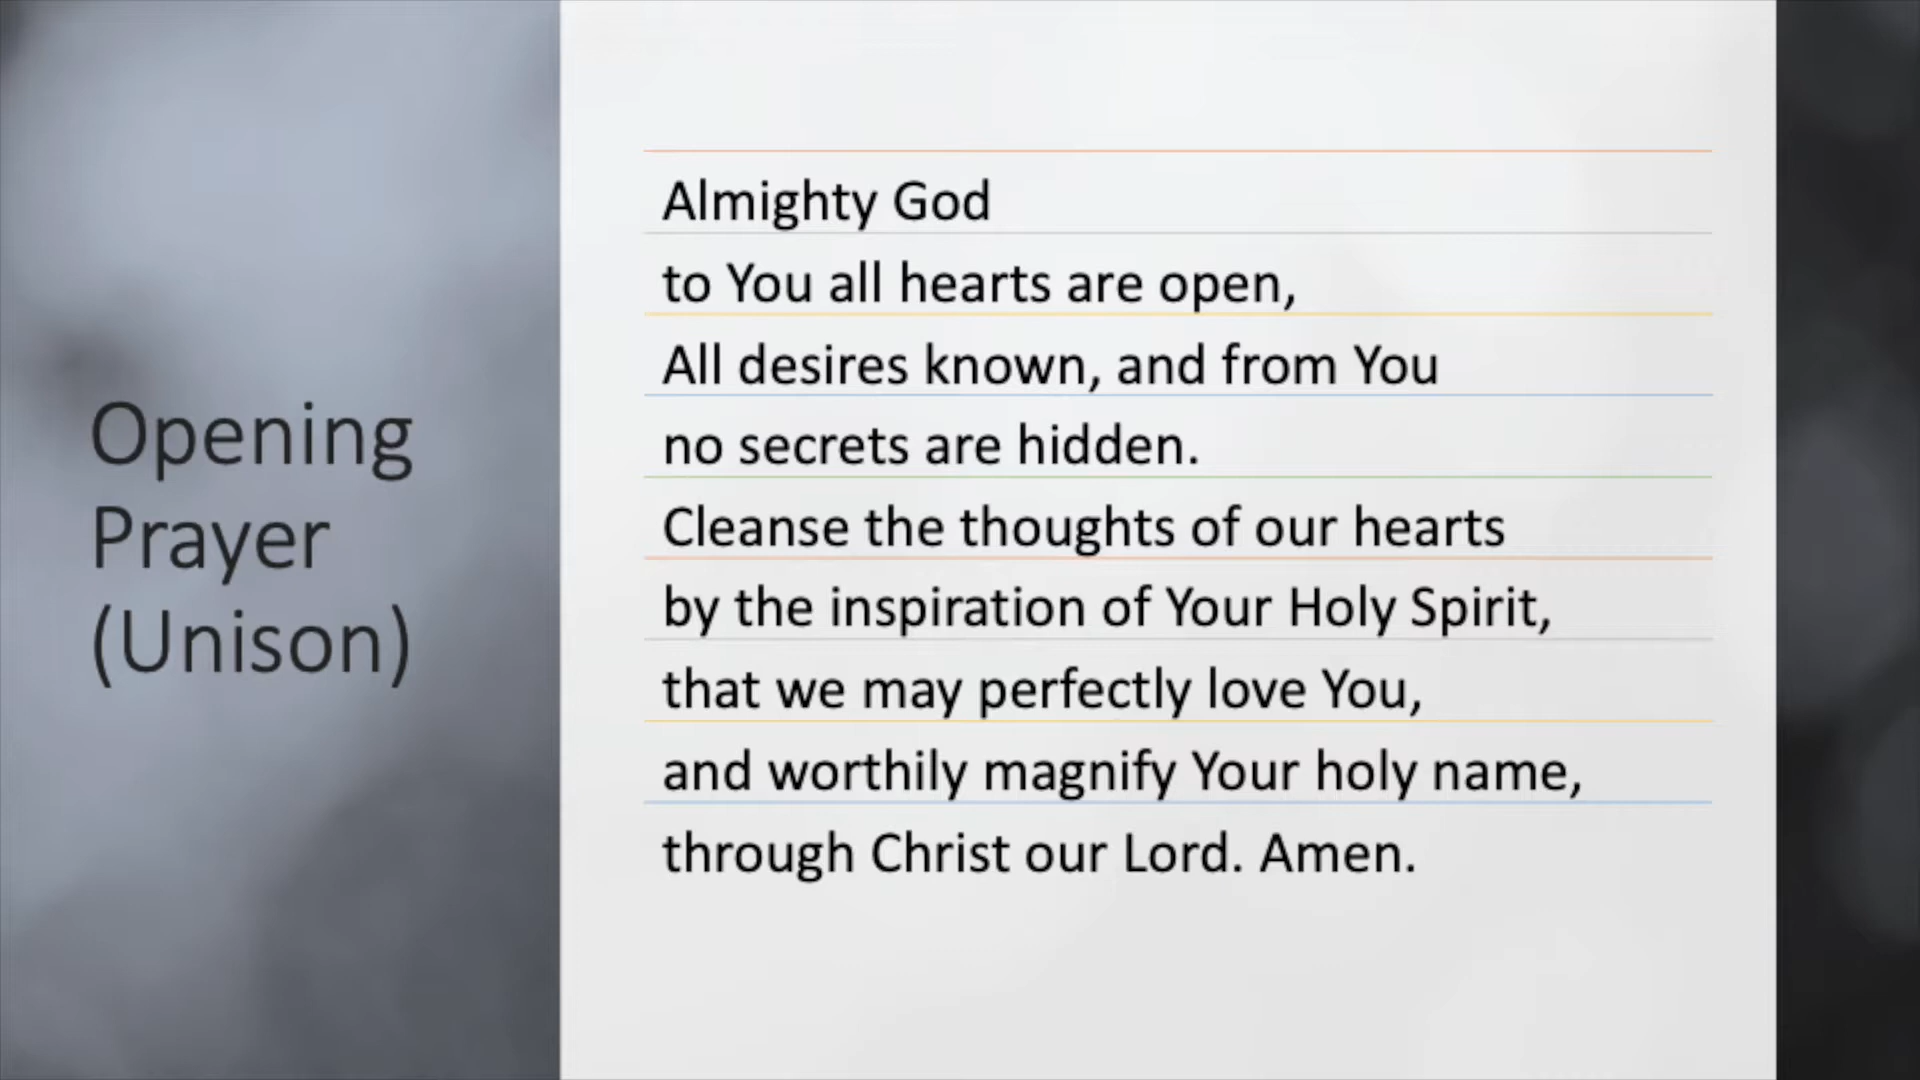 Opening
Prayer
(Unison)
Almighty God
to You all hearts are open,
All desires known, and from You
no secrets are hidden.
Cleanse the thoughts of our hearts
by the inspiration of Your Holy Spirit,
that we may perfectly love You,
and worthily magnify Your holy name,
through Christ our Lord. Amen.